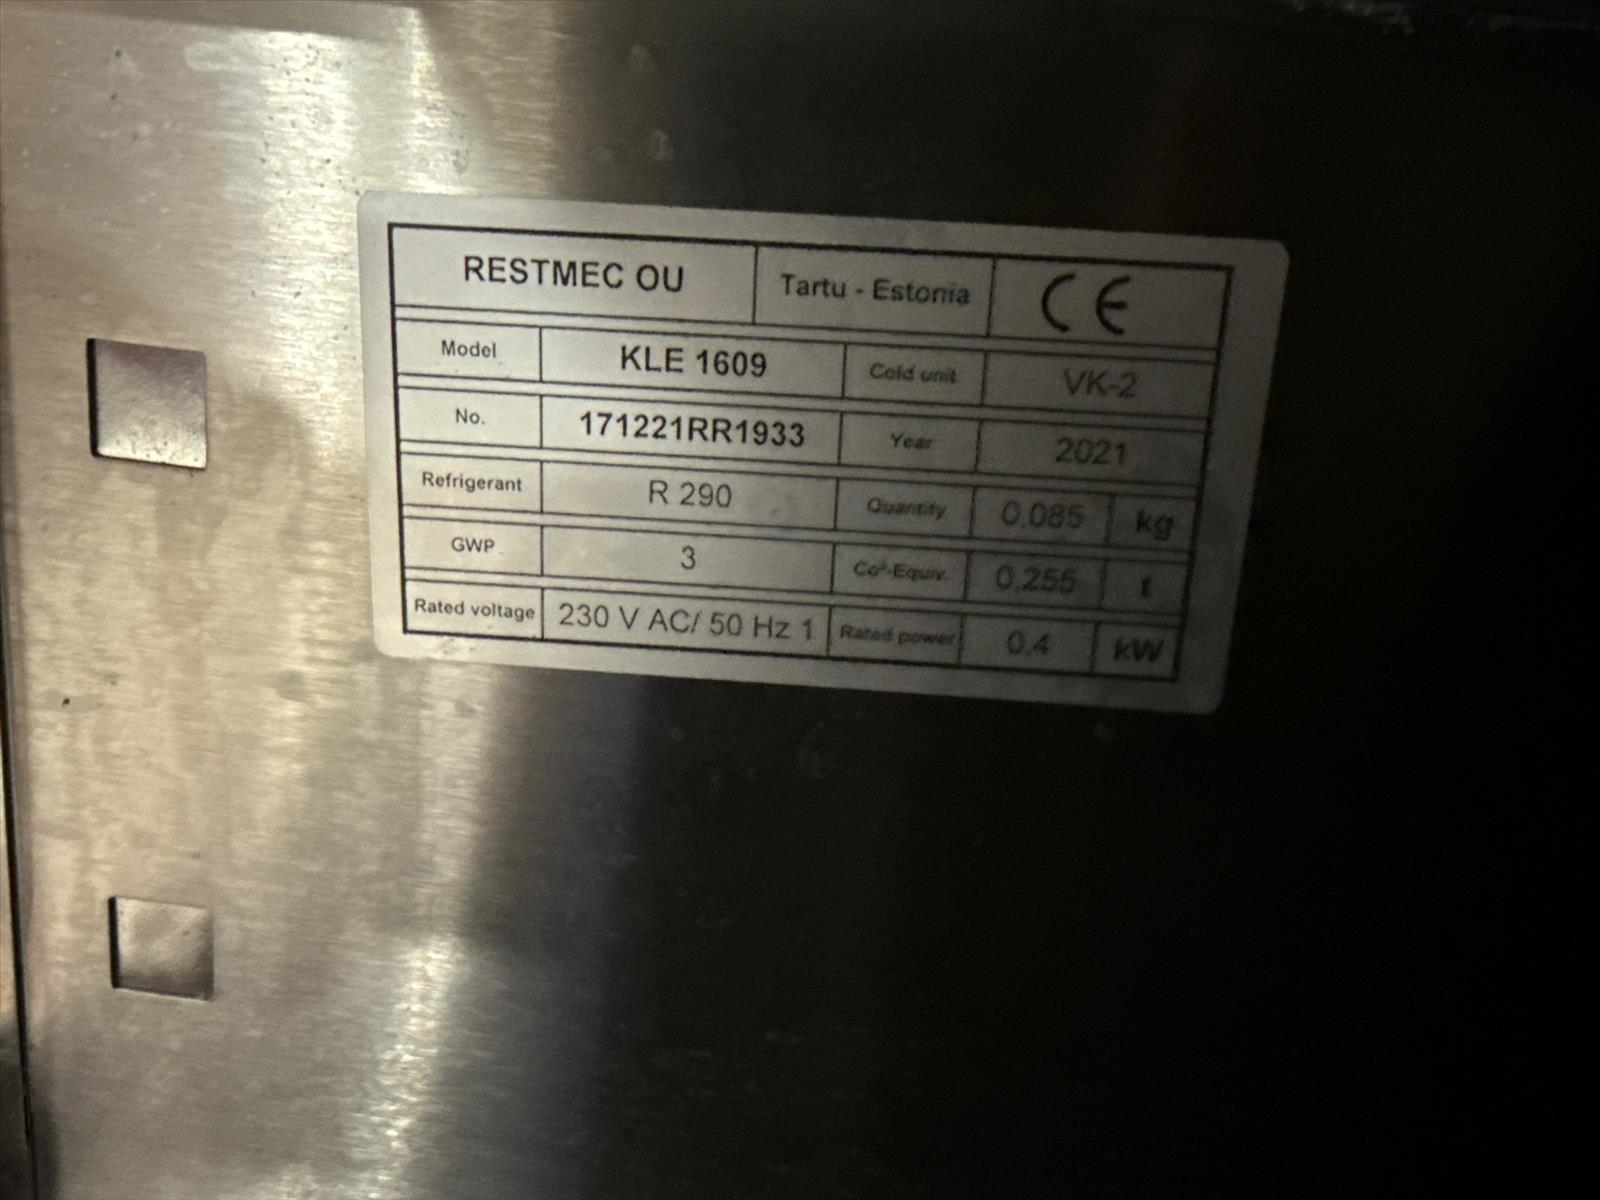 RESTMEC OU Tartu - Estonia CE
Model KLE 1609 Cold unit VK-2
No. 171221RR1933 Year 2021
Refrigerant R 290 Quantity 0,085 kg
GWP 3 Co²-Equiv. 0,255 t
Rated voltage 230 V AC/ 50 Hz 1 Rated power 0,4 kW